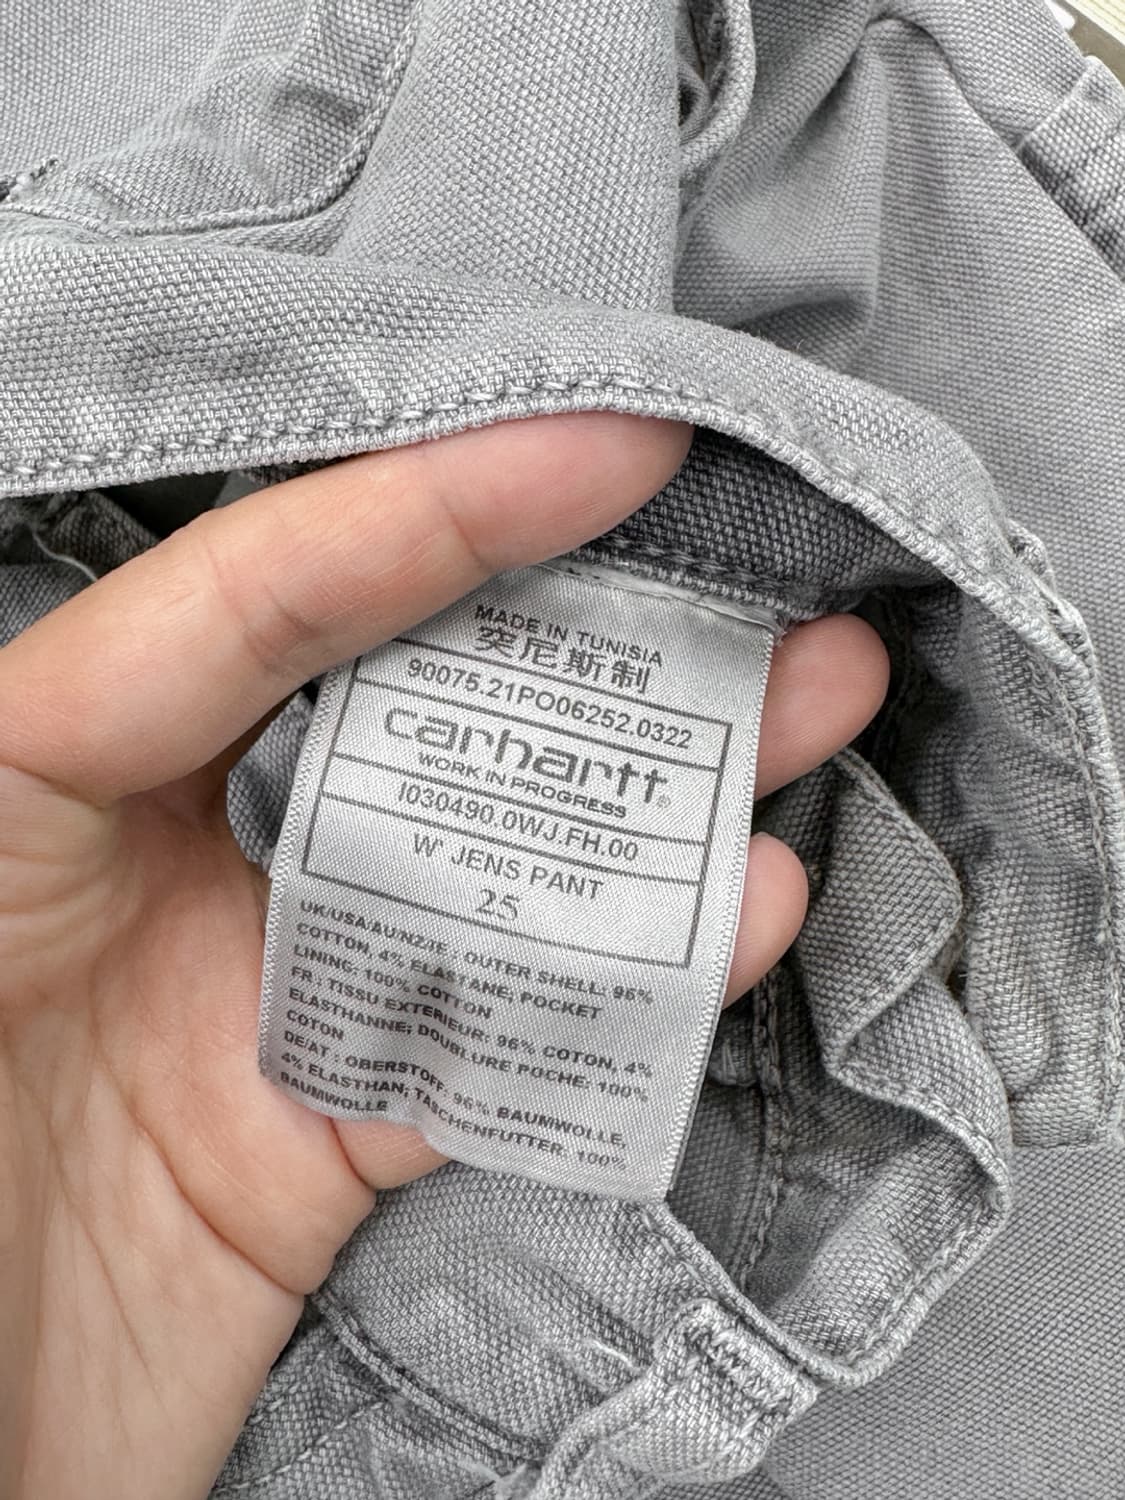 MADE IN TUNISIA
突尼斯制
90075.21PO06252.0322
carhartt®
WORK IN PROGRESS
I030490.0WJ.FH.00
W' JENS PANT
25
UK/USA/AU/NZ/IE : OUTER SHELL: 96%
COTTON, 4% ELASTANE; POCKET
LINING: 100% COTTON
FR : TISSU EXTERIEUR: 96% COTON, 4%
ELASTHANNE; DOUBLURE POCHE: 100%
COTON
DE/AT : OBERSTOFF: 96% BAUMWOLLE,
4% ELASTHAN; TASCHENFUTTER: 100%
BAUMWOLLE